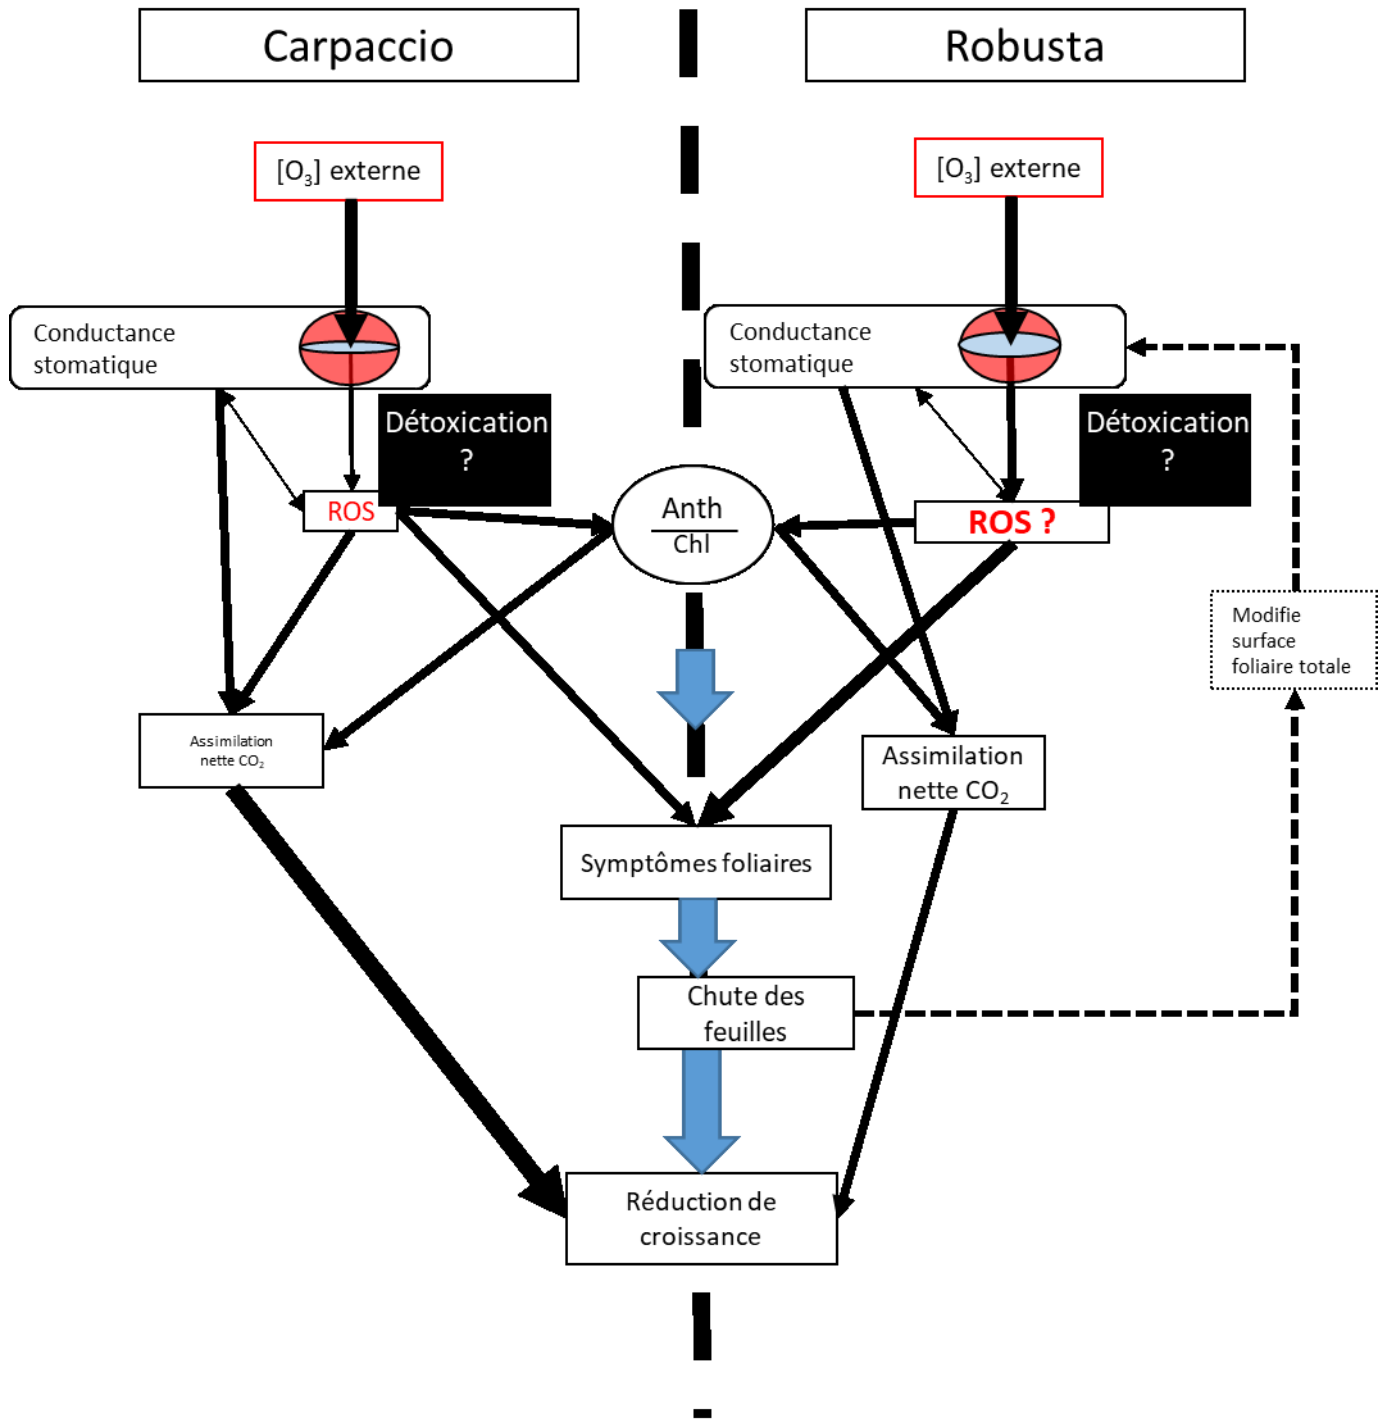 Carpaccio
Robusta
[O₃] externe
[O₃] externe
Conductance
stomatique
Conductance
stomatique
Détoxication
?
Détoxication
?
ROS
Anth
Chl
ROS ?
Modifie
surface
foliaire totale
Assimilation
nette CO₂
Assimilation
nette CO₂
Symptômes foliaires
Chute des
feuilles
Réduction de
croissance